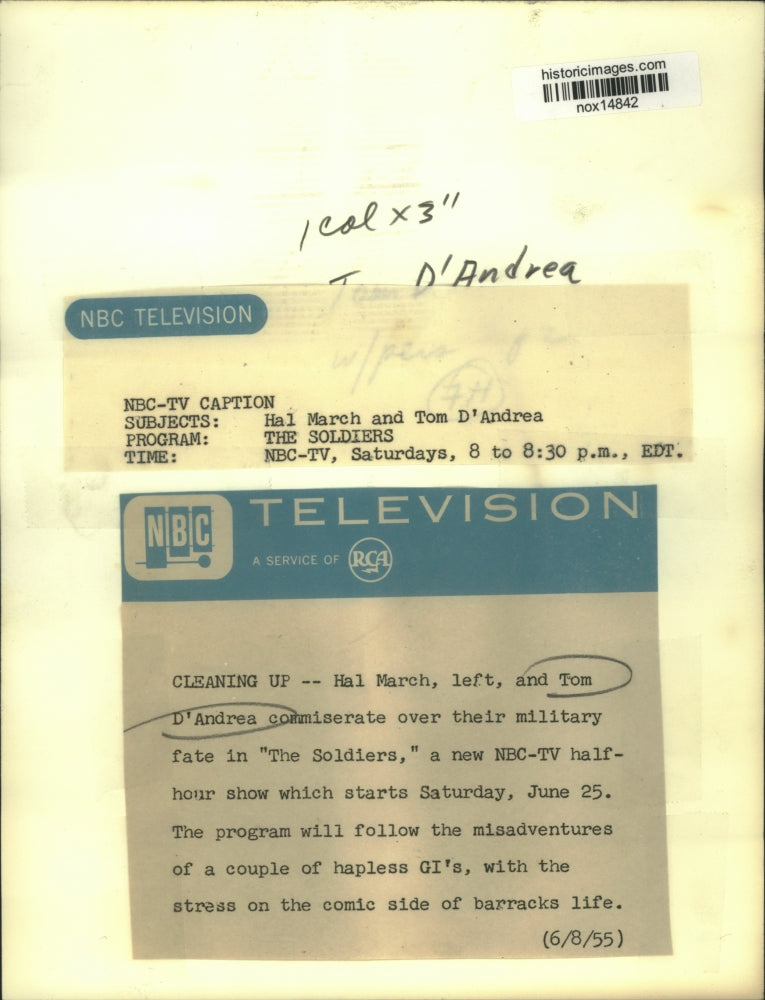 historicimages.com
nox14842
1 col x 3"
Tom D'Andrea
NBC TELEVISION
w/pers
NBC-TV CAPTION
SUBJECTS: Hal March and Tom D'Andrea
PROGRAM: THE SOLDIERS
TIME: NBC-TV, Saturdays, 8 to 8:30 p.m., EDT.
NBC TELEVISION
A SERVICE OF RCA
CLEANING UP -- Hal March, left, and Tom
D'Andrea commiserate over their military
fate in "The Soldiers," a new NBC-TV half-
hour show which starts Saturday, June 25.
The program will follow the misadventures
of a couple of hapless GI's, with the
stress on the comic side of barracks life.
(6/8/55)